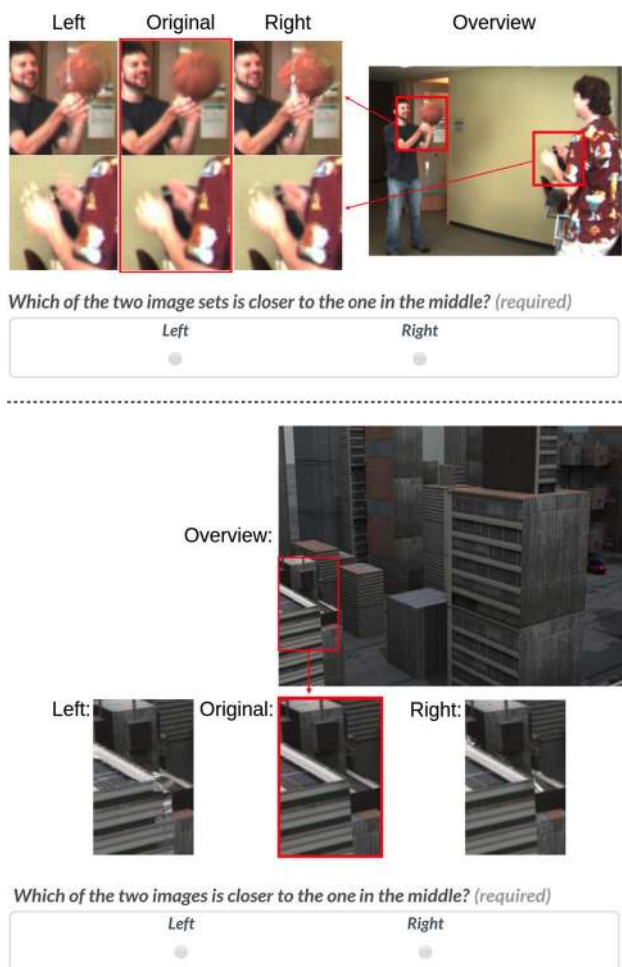 Left Original Right Overview
Which of the two image sets is closer to the one in the middle? (required)
Left Right
Overview:
Left: Original: Right:
Which of the two images is closer to the one in the middle? (required)
Left Right